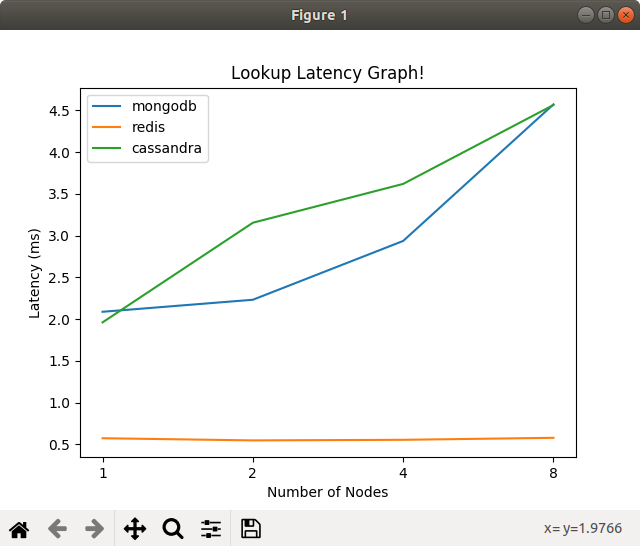 Figure 1
Lookup Latency Graph!
mongodb
redis
cassandra
Latency (ms)
4.5
4.0
3.5
3.0
2.5
2.0
1.5
1.0
0.5
1 2 4 8
Number of Nodes
x= y=1.9766